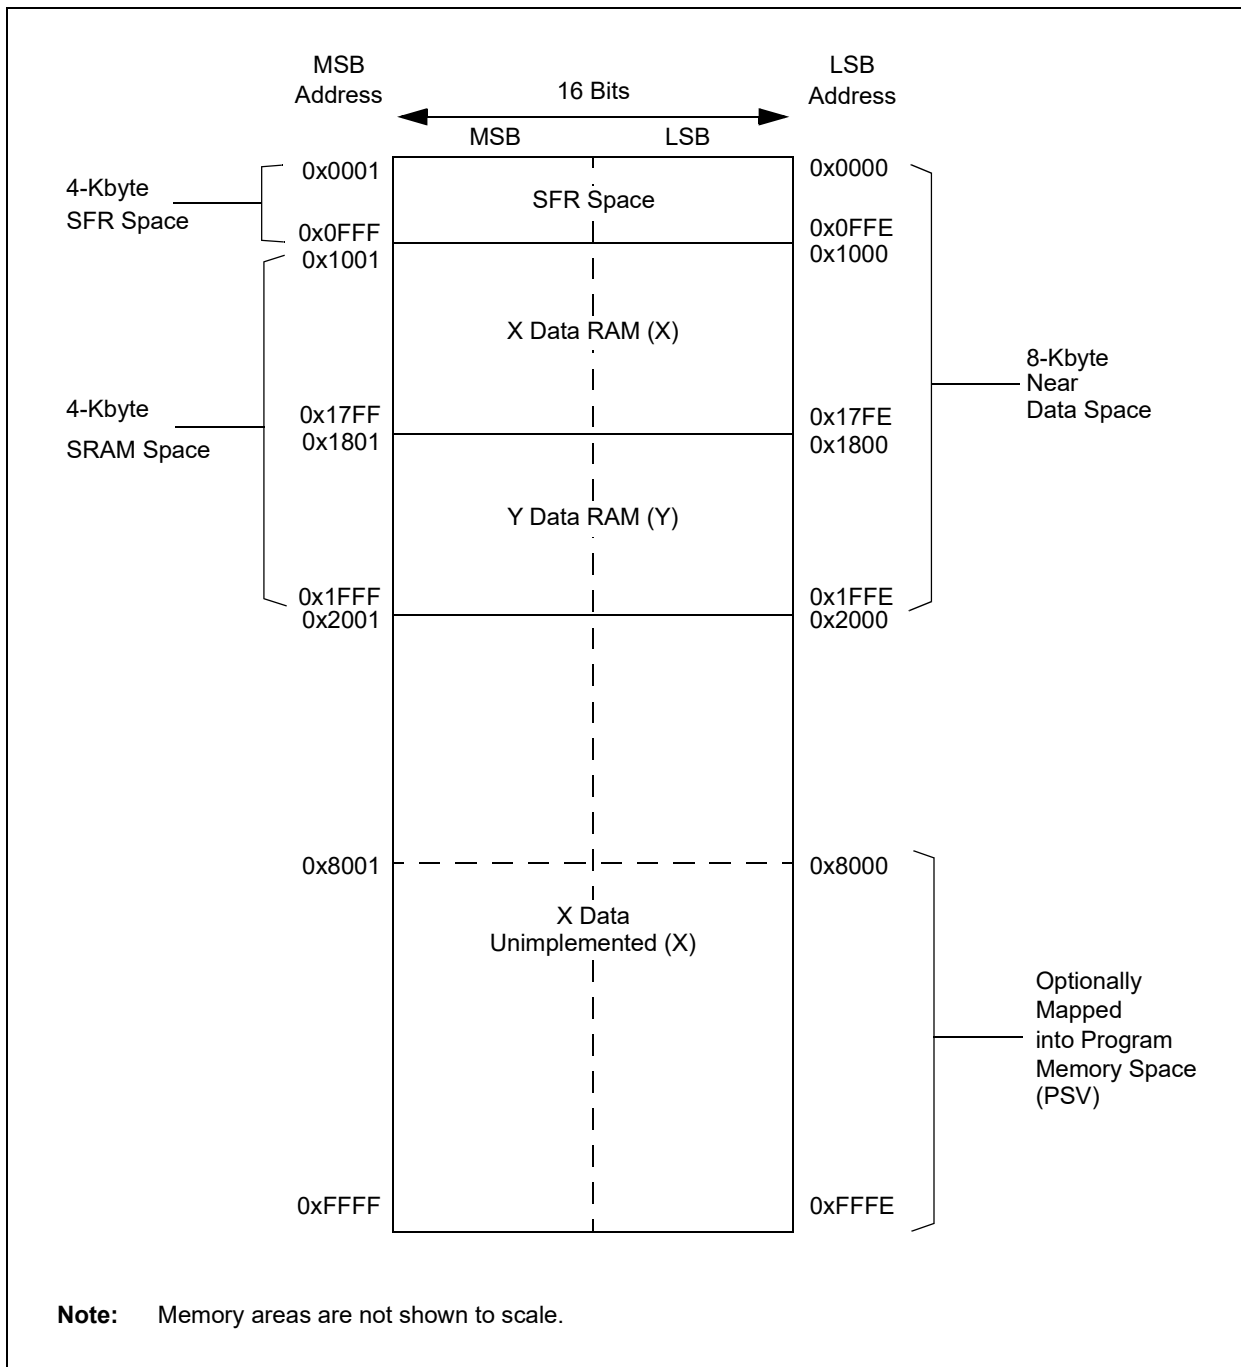 MSB
Address
16 Bits
LSB
Address
MSB
LSB
4-Kbyte
SFR Space
0x0001
0x0000
SFR Space
0x0FFF
0x0FFE
0x1001
0x1000
X Data RAM (X)
4-Kbyte
SRAM Space
0x17FF
0x17FE
0x1801
0x1800
8-Kbyte
Near
Data Space
Y Data RAM (Y)
0x1FFF
0x1FFE
0x2001
0x2000
0x8001
0x8000
X Data
Unimplemented (X)
Optionally
Mapped
into Program
Memory Space
(PSV)
0xFFFF
0xFFFE
Note: Memory areas are not shown to scale.